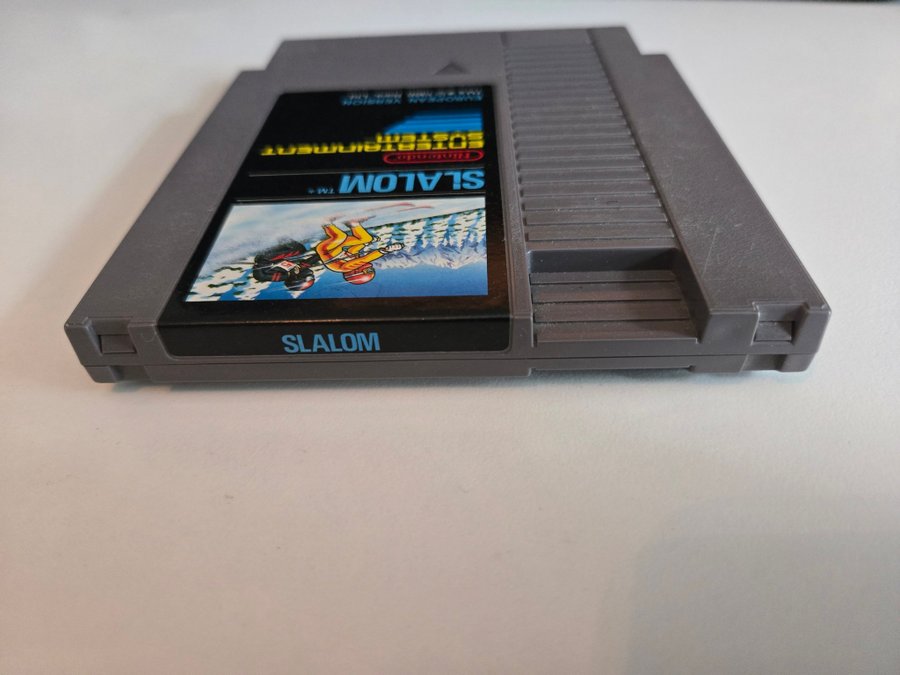 EUROPEAN VERSION
Nintendo
ENTERTAINMENT
SYSTEM
SLALOM TM
SLALOM